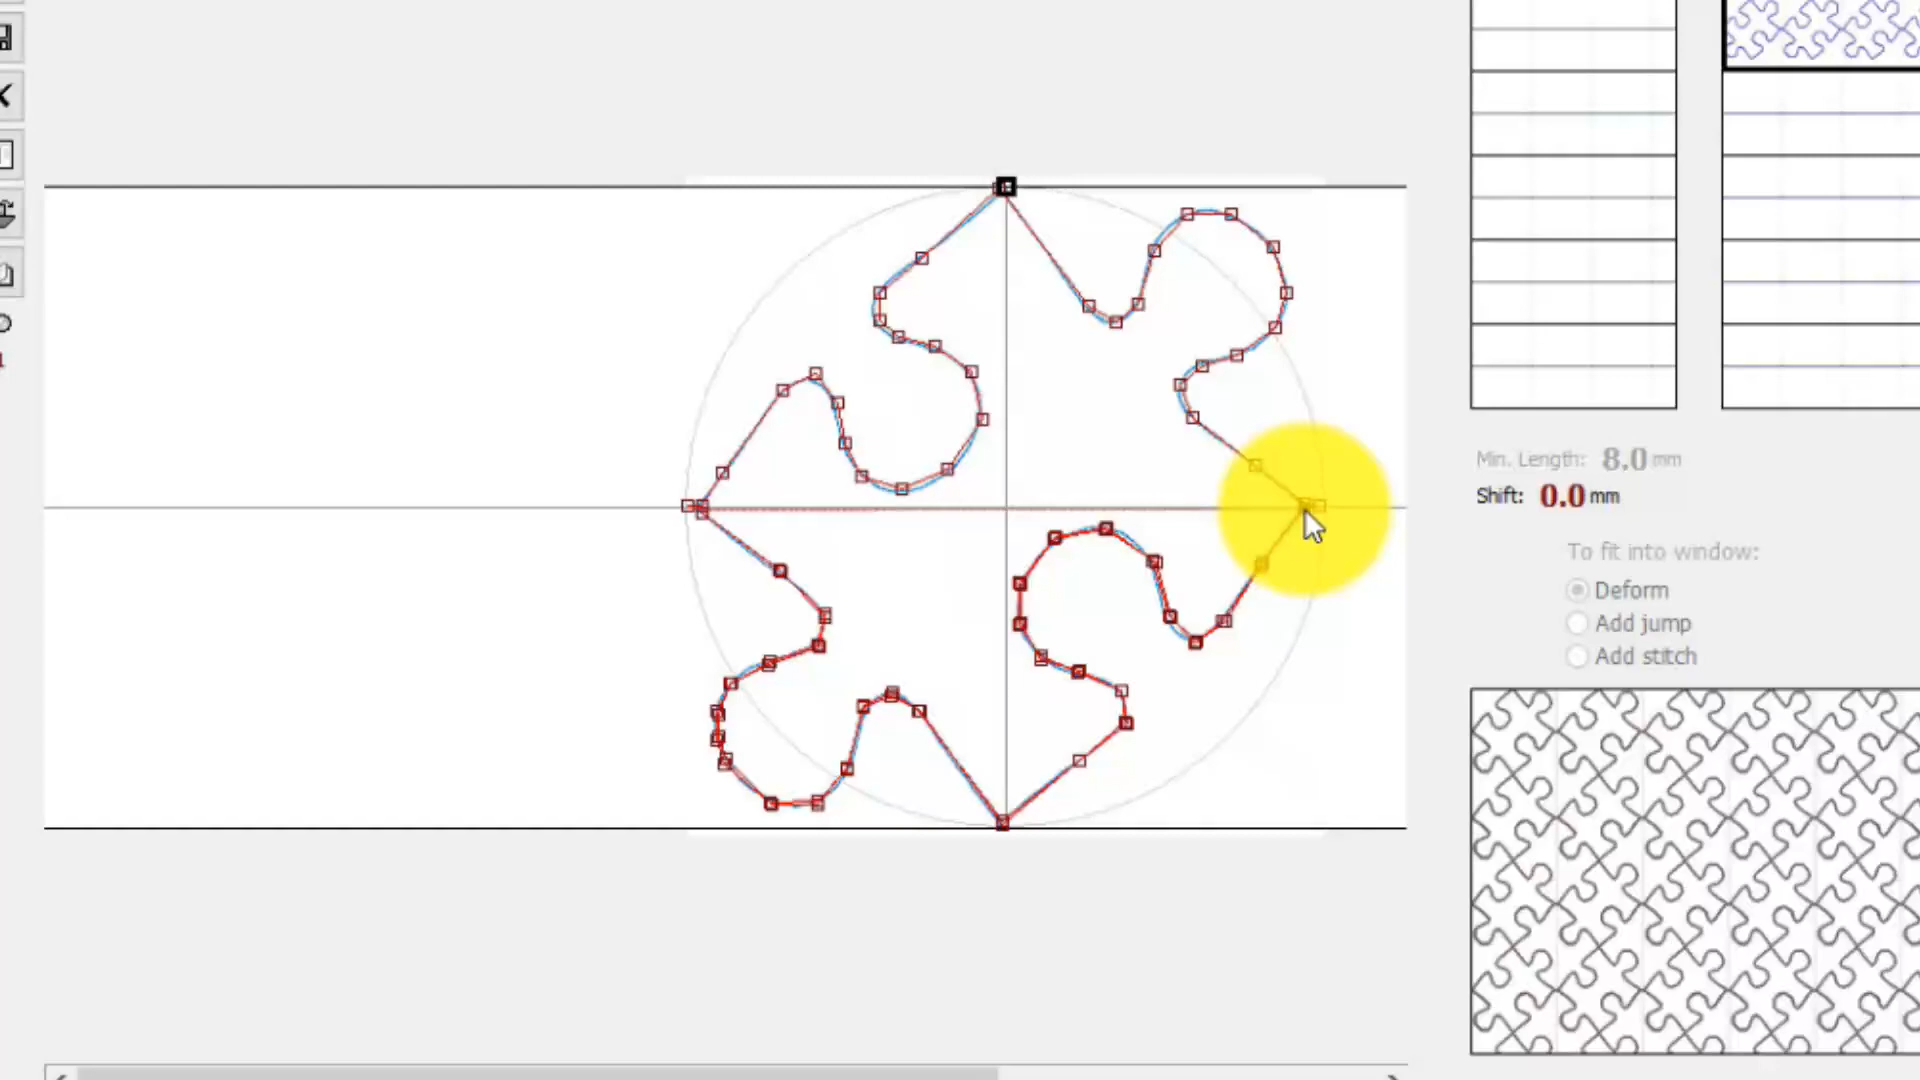 Min. Length: 8.0 mm
Shift: 0.0 mm
To fit into window:
Deform
Add jump
Add stitch